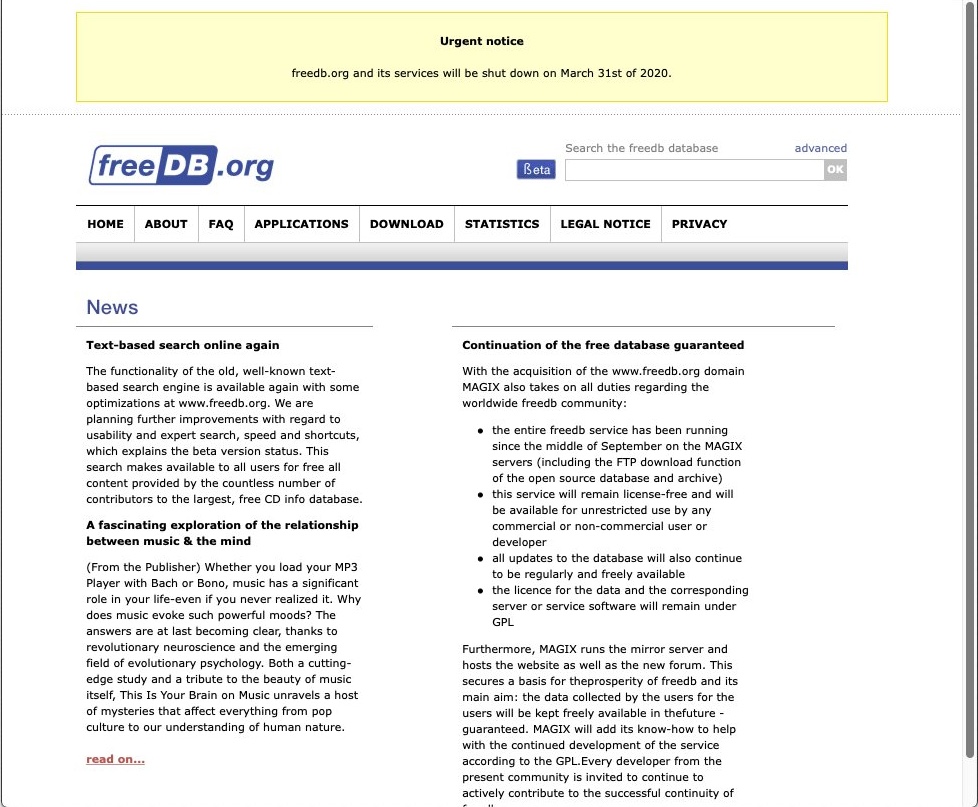 Urgent notice
freedb.org and its services will be shut down on March 31st of 2020.
freeDB.org
Search the freedb database
advanced
ßeta
OK
HOME ABOUT FAQ APPLICATIONS DOWNLOAD STATISTICS LEGAL NOTICE PRIVACY
News
Text-based search online again
The functionality of the old, well-known text-
based search engine is available again with some
optimizations at www.freedb.org. We are
planning further improvements with regard to
usability and expert search, speed and shortcuts,
which explains the beta version status. This
search makes available to all users for free all
content provided by the countless number of
contributors to the largest, free CD info database.
A fascinating exploration of the relationship
between music & the mind
(From the Publisher) Whether you load your MP3
Player with Bach or Bono, music has a significant
role in your life-even if you never realized it. Why
does music evoke such powerful moods? The
answers are at last becoming clear, thanks to
revolutionary neuroscience and the emerging
field of evolutionary psychology. Both a cutting-
edge study and a tribute to the beauty of music
itself, This Is Your Brain on Music unravels a host
of mysteries that affect everything from pop
culture to our understanding of human nature.
read on...
Continuation of the free database guaranteed
With the acquisition of the www.freedb.org domain
MAGIX also takes on all duties regarding the
worldwide freedb community:
• the entire freedb service has been running
since the middle of September on the MAGIX
servers (including the FTP download function
of the open source database and archive)
• this service will remain license-free and will
be available for unrestricted use by any
commercial or non-commercial user or
developer
• all updates to the database will also continue
to be regularly and freely available
• the licence for the data and the corresponding
server or service software will remain under
GPL
Furthermore, MAGIX runs the mirror server and
hosts the website as well as the new forum. This
secures a basis for theprosperity of freedb and its
main aim: the data collected by the users for the
users will be kept freely available in thefuture -
guaranteed. MAGIX will add its know-how to help
with the continued development of the service
according to the GPL.Every developer from the
present community is invited to continue to
actively contribute to the successful continuity of